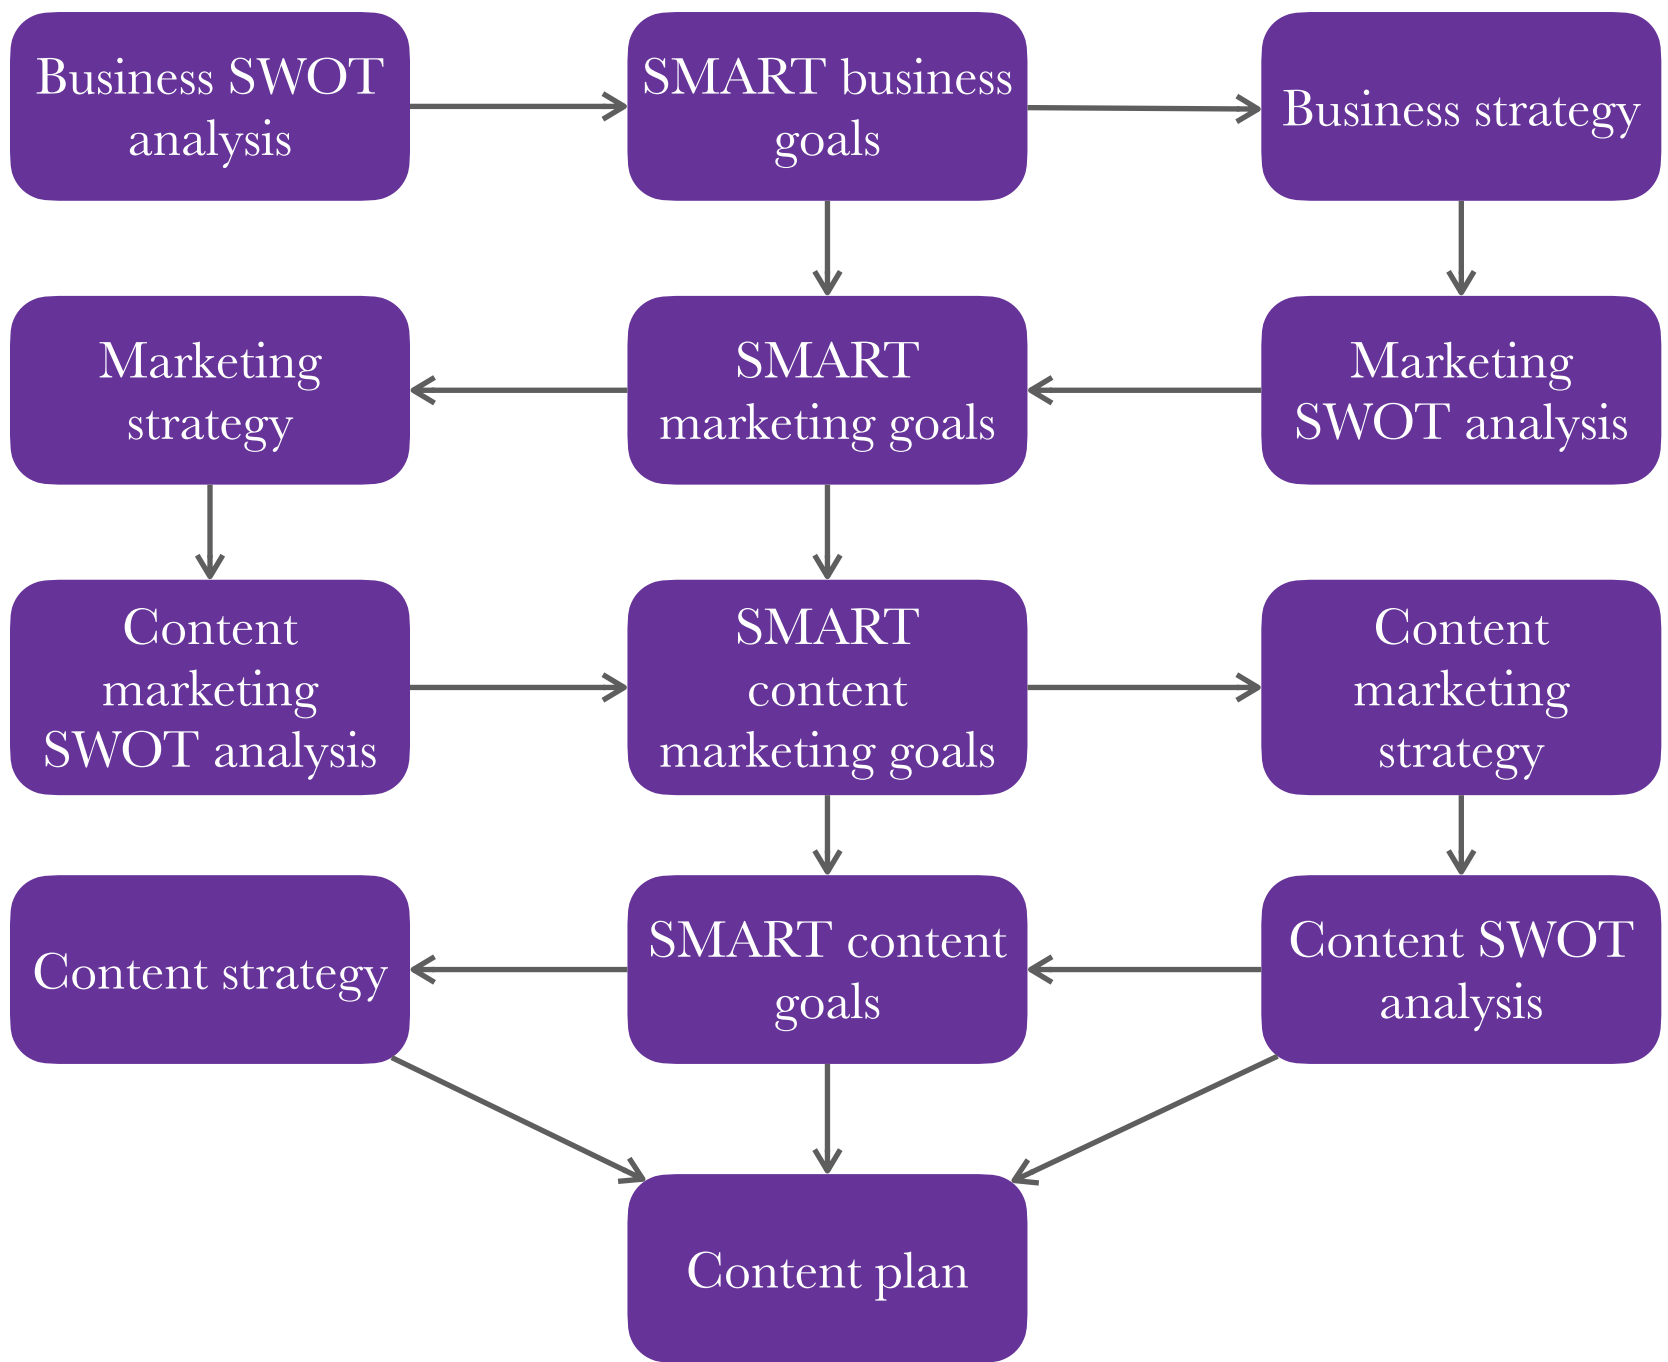 Business SWOT
analysis
SMART business
goals
Business strategy
Marketing
strategy
SMART
marketing goals
Marketing
SWOT analysis
Content
marketing
SWOT analysis
SMART
content
marketing goals
Content
marketing
strategy
Content strategy
SMART content
goals
Content SWOT
analysis
Content plan